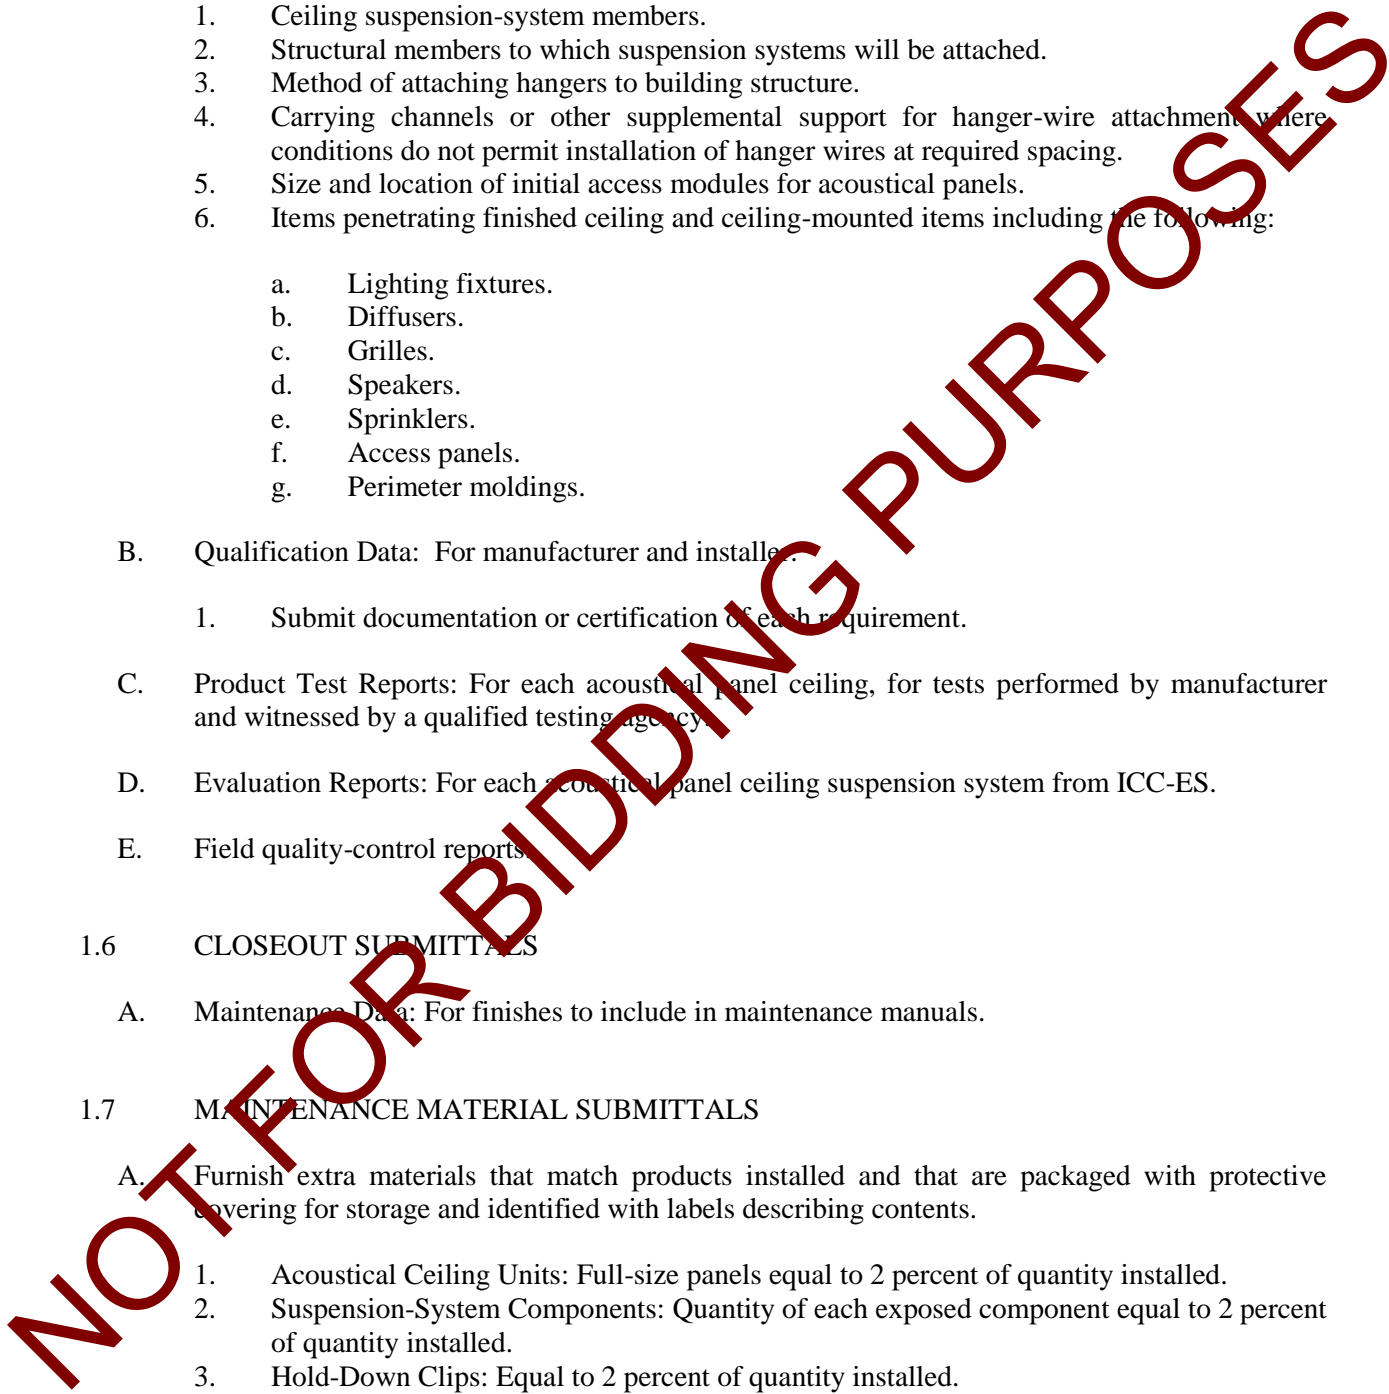 1. Ceiling suspension-system members.
2. Structural members to which suspension systems will be attached.
3. Method of attaching hangers to building structure.
4. Carrying channels or other supplemental support for hanger-wire attachment where
conditions do not permit installation of hanger wires at required spacing.
5. Size and location of initial access modules for acoustical panels.
6. Items penetrating finished ceiling and ceiling-mounted items including the following:
a. Lighting fixtures.
b. Diffusers.
c. Grilles.
d. Speakers.
e. Sprinklers.
f. Access panels.
g. Perimeter moldings.
B. Qualification Data: For manufacturer and installer.
1. Submit documentation or certification of each requirement.
C. Product Test Reports: For each acoustical panel ceiling, for tests performed by manufacturer
and witnessed by a qualified testing agency.
D. Evaluation Reports: For each acoustical panel ceiling suspension system from ICC-ES.
E. Field quality-control reports.
1.6 CLOSEOUT SUBMITTALS
A. Maintenance Data: For finishes to include in maintenance manuals.
1.7 MAINTENANCE MATERIAL SUBMITTALS
A. Furnish extra materials that match products installed and that are packaged with protective
covering for storage and identified with labels describing contents.
1. Acoustical Ceiling Units: Full-size panels equal to 2 percent of quantity installed.
2. Suspension-System Components: Quantity of each exposed component equal to 2 percent
of quantity installed.
3. Hold-Down Clips: Equal to 2 percent of quantity installed.
NOT FOR BIDDING PURPOSES